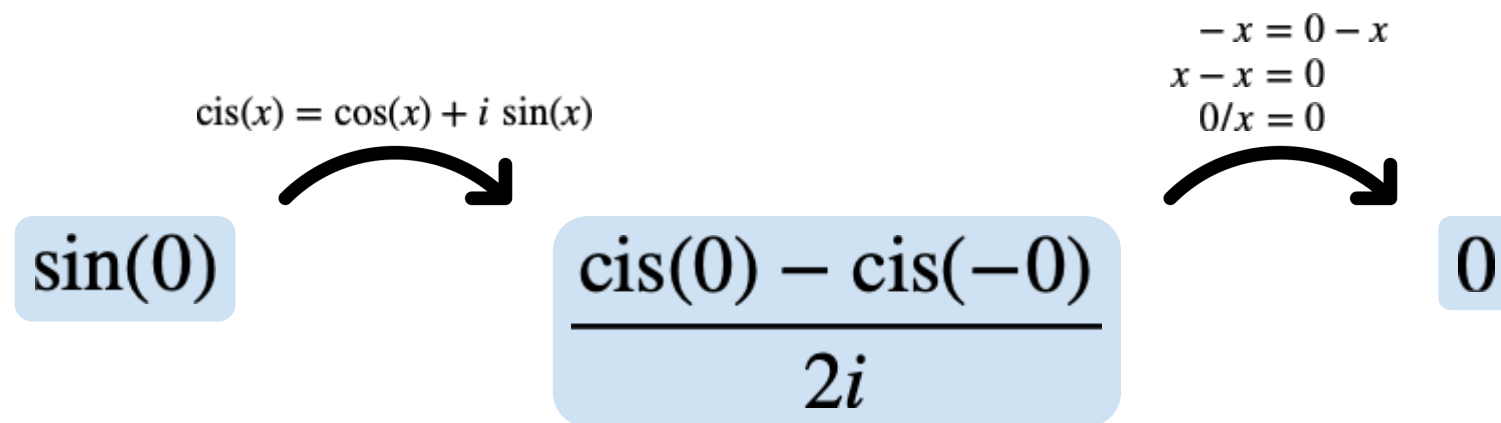 − x = 0 − x
x − x = 0
cis(x) = cos(x) + i sin(x)
0/x = 0
sin(0)
cis(0) − cis(−0)
2i
0